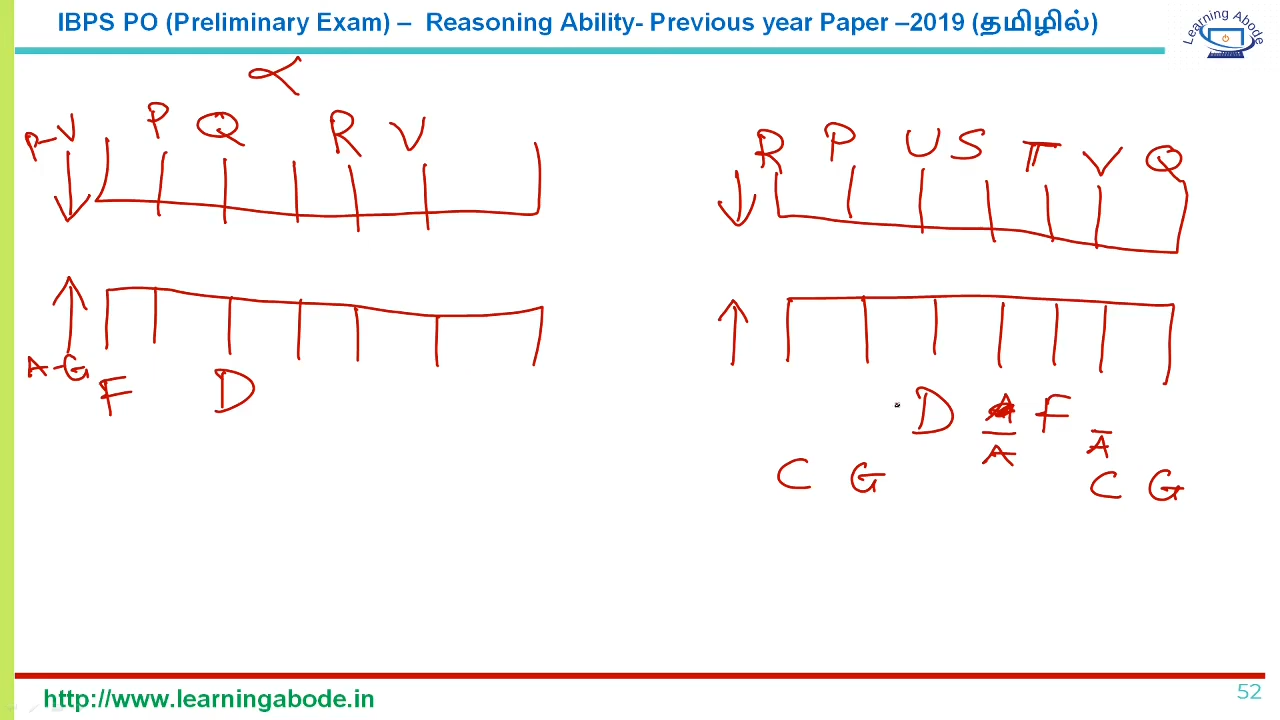 IBPS PO (Preliminary Exam) – Reasoning Ability- Previous year Paper –2019 (தமிழில்)
Learning Abode
P-V P Q R V
R P U S T V Q
A-G F D
D A F
A A
C G C G
http://www.learningabode.in
52